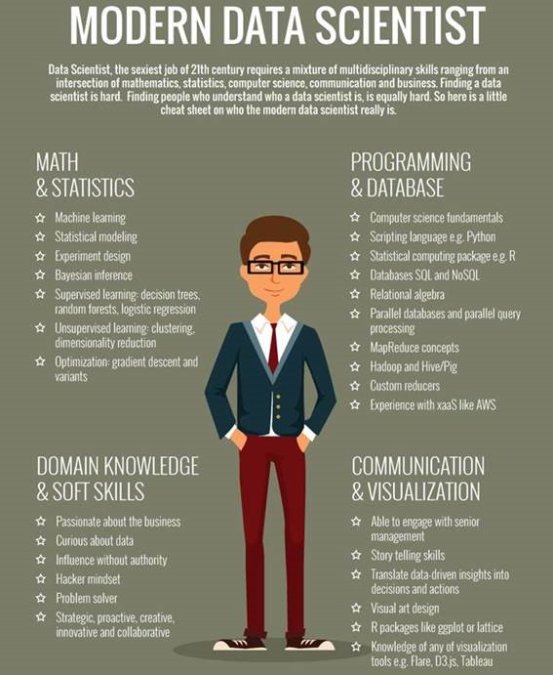 MODERN DATA SCIENTIST
Data Scientist, the sexiest job of 21th century requires a mixture of multidisciplinary skills ranging from an
intersection of mathematics, statistics, computer science, communication and business. Finding a data
scientist is hard. Finding people who understand who a data scientist is, is equally hard. So here is a little
cheat sheet on who the modern data scientist really is.
MATH
& STATISTICS
Machine learning
Statistical modeling
Experiment design
Bayesian inference
Supervised learning: decision trees,
random forests, logistic regression
Unsupervised learning: clustering,
dimensionality reduction
Optimization: gradient descent and
variants
PROGRAMMING
& DATABASE
Computer science fundamentals
Scripting language e.g. Python
Statistical computing package e.g. R
Databases SQL and NoSQL
Relational algebra
Parallel databases and parallel query
processing
MapReduce concepts
Hadoop and Hive/Pig
Custom reducers
Experience with xaaS like AWS
DOMAIN KNOWLEDGE
& SOFT SKILLS
Passionate about the business
Curious about data
Influence without authority
Hacker mindset
Problem solver
Strategic, proactive, creative,
innovative and collaborative
COMMUNICATION
& VISUALIZATION
Able to engage with senior
management
Story telling skills
Translate data-driven insights into
decisions and actions
Visual art design
R packages like ggplot or lattice
Knowledge of any of visualization
tools e.g. Flare, D3.js, Tableau